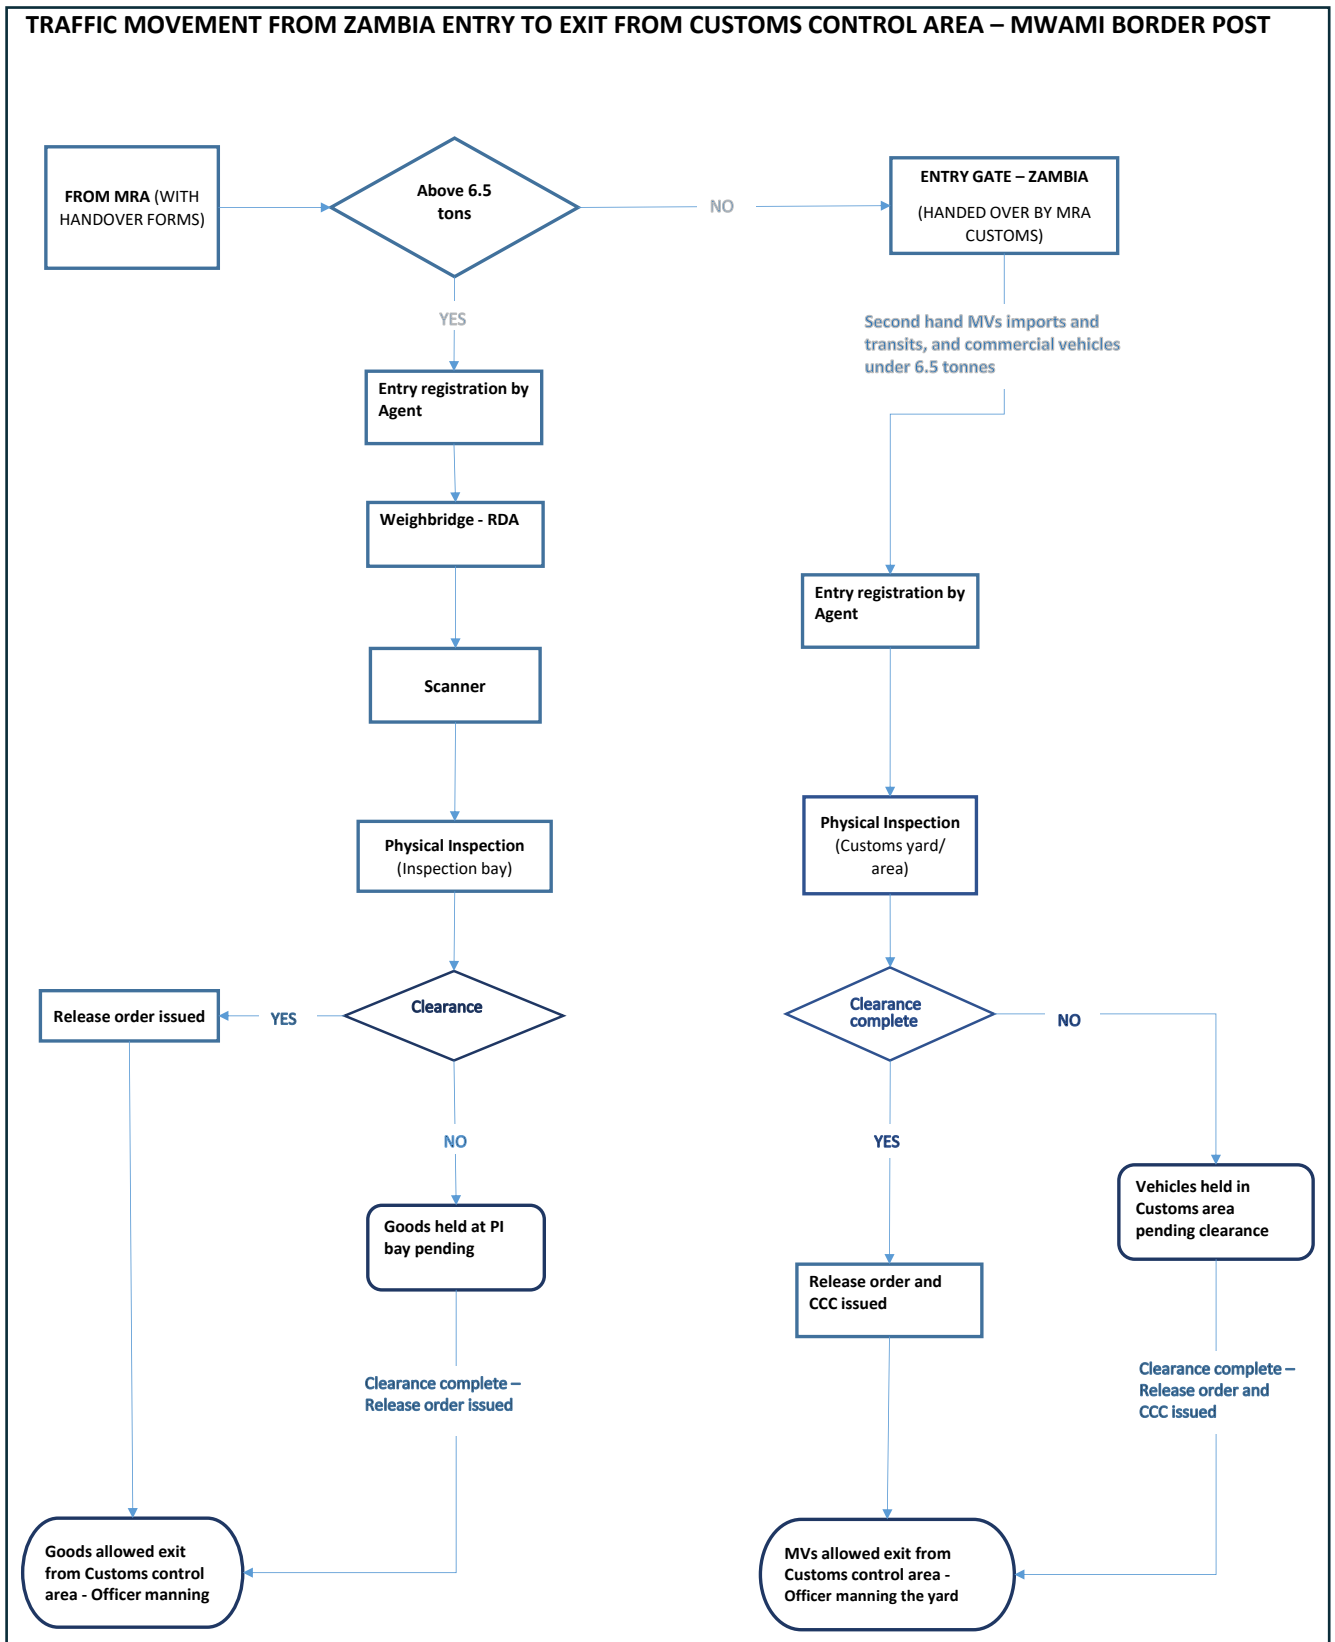 TRAFFIC MOVEMENT FROM ZAMBIA ENTRY TO EXIT FROM CUSTOMS CONTROL AREA – MWAMI BORDER POST
FROM MRA (WITH
HANDOVER FORMS)
Above 6.5
tons
NO
ENTRY GATE – ZAMBIA
(HANDED OVER BY MRA
CUSTOMS)
YES
Second hand MVs imports and
transits, and commercial vehicles
under 6.5 tonnes
Entry registration by
Agent
Weighbridge - RDA
Entry registration by
Agent
Scanner
Physical Inspection
(Inspection bay)
Physical Inspection
(Customs yard/
area)
Release order issued
YES
Clearance
Clearance
complete
NO
NO
YES
Goods held at PI
bay pending
Vehicles held in
Customs area
pending clearance
Release order and
CCC issued
Clearance complete –
Release order issued
Clearance complete –
Release order and
CCC issued
Goods allowed exit
from Customs control
area - Officer manning
MVs allowed exit from
Customs control area -
Officer manning the yard